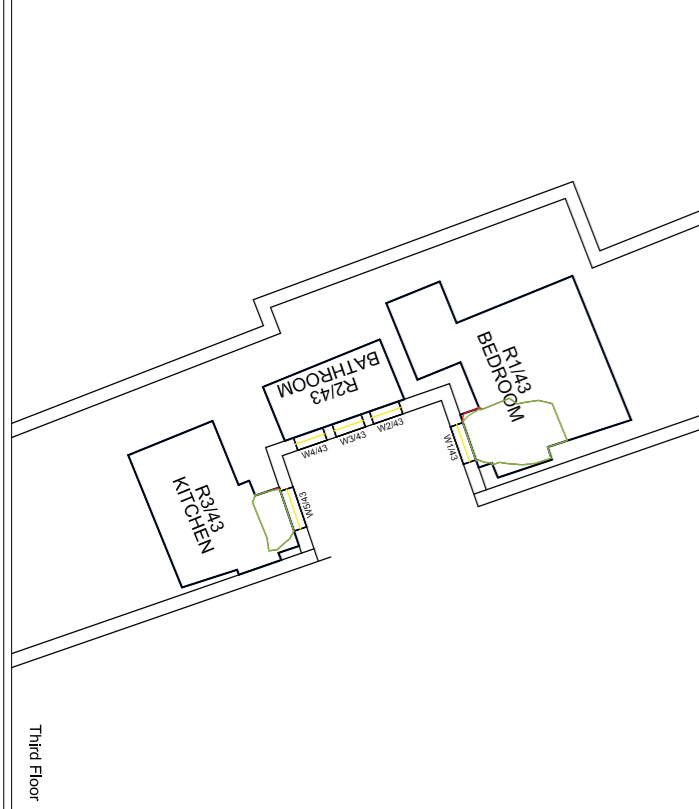 R1/43
BEDROOM
R2/43
BATHROOM
W1/43
W2/43
W3/43
W4/43
W5/43
R3/43
KITCHEN
Third Floor